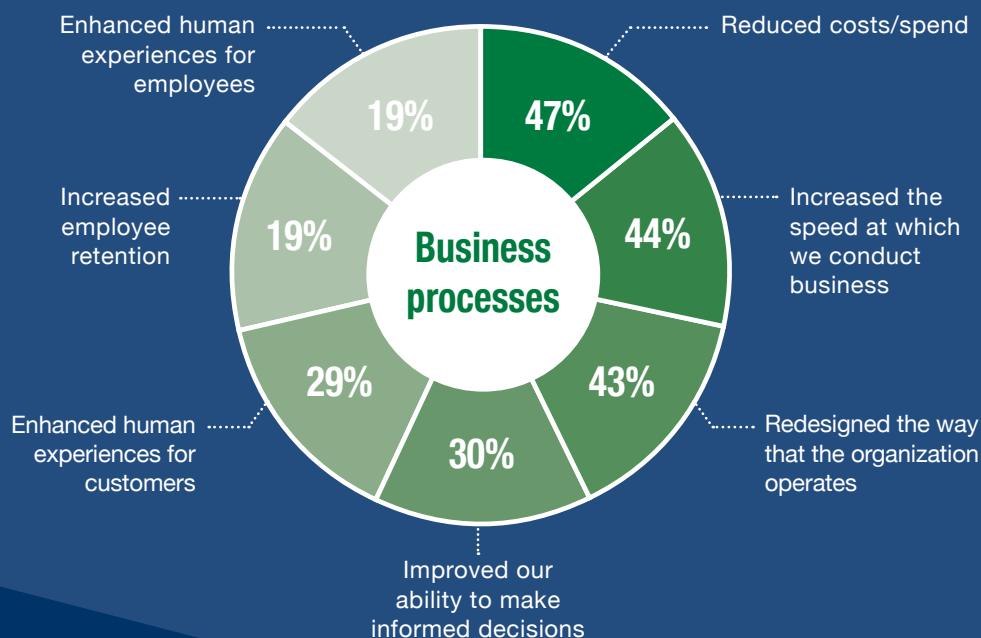 Enhanced human
experiences for
employees
Reduced costs/spend
19%
47%
Increased
employee
retention
19%
Business
processes
44%
Increased the
speed at which
we conduct
business
29%
43%
Enhanced human
experiences for
customers
30%
Redesigned the way
that the organization
operates
Improved our
ability to make
informed decisions